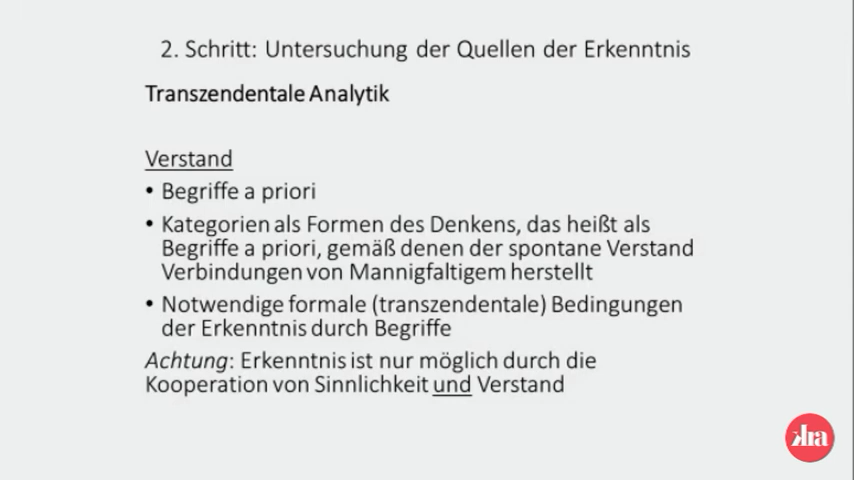 2. Schritt: Untersuchung der Quellen der Erkenntnis
Transzendentale Analytik
Verstand
• Begriffe a priori
• Kategorien als Formen des Denkens, das heißt als
Begriffe a priori, gemäß denen der spontane Verstand
Verbindungen von Mannigfaltigem herstellt
• Notwendige formale (transzendentale) Bedingungen
der Erkenntnis durch Begriffe
Achtung: Erkenntnis ist nur möglich durch die
Kooperation von Sinnlichkeit und Verstand